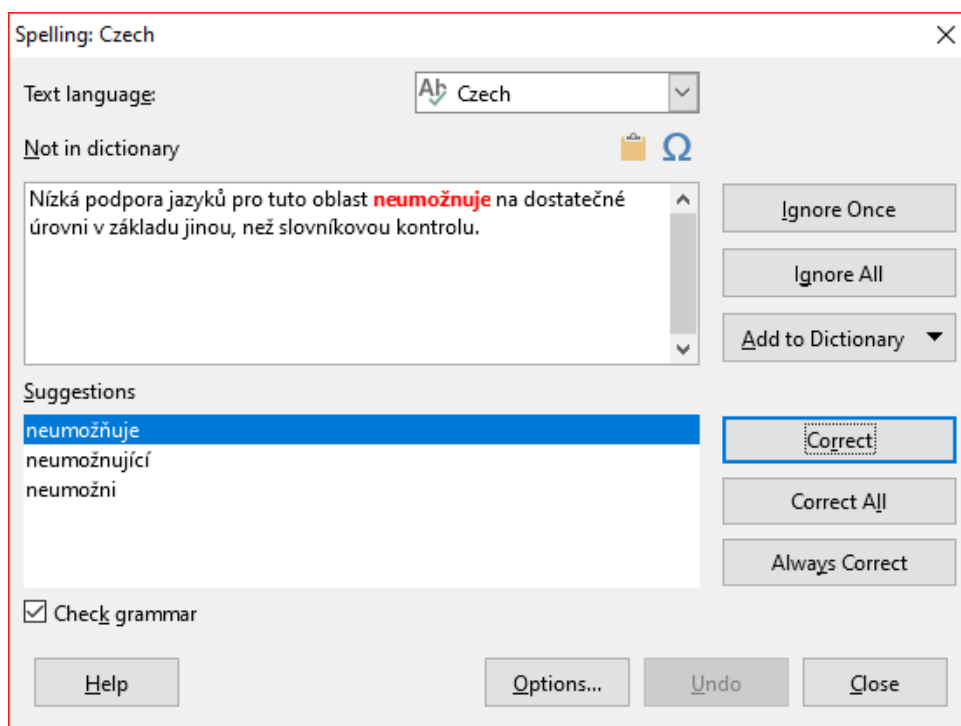 Spelling: Czech
Text language:
Ab Czech
Not in dictionary
Ω
Nízká podpora jazyků pro tuto oblast neumožnuje na dostatečné
úrovni v základu jinou, než slovníkovou kontrolu.
Ignore Once
Ignore All
Add to Dictionary
Suggestions
neumožňuje
neumožnující
neumožni
Correct
Correct All
Always Correct
Check grammar
Help
Options...
Undo
Close